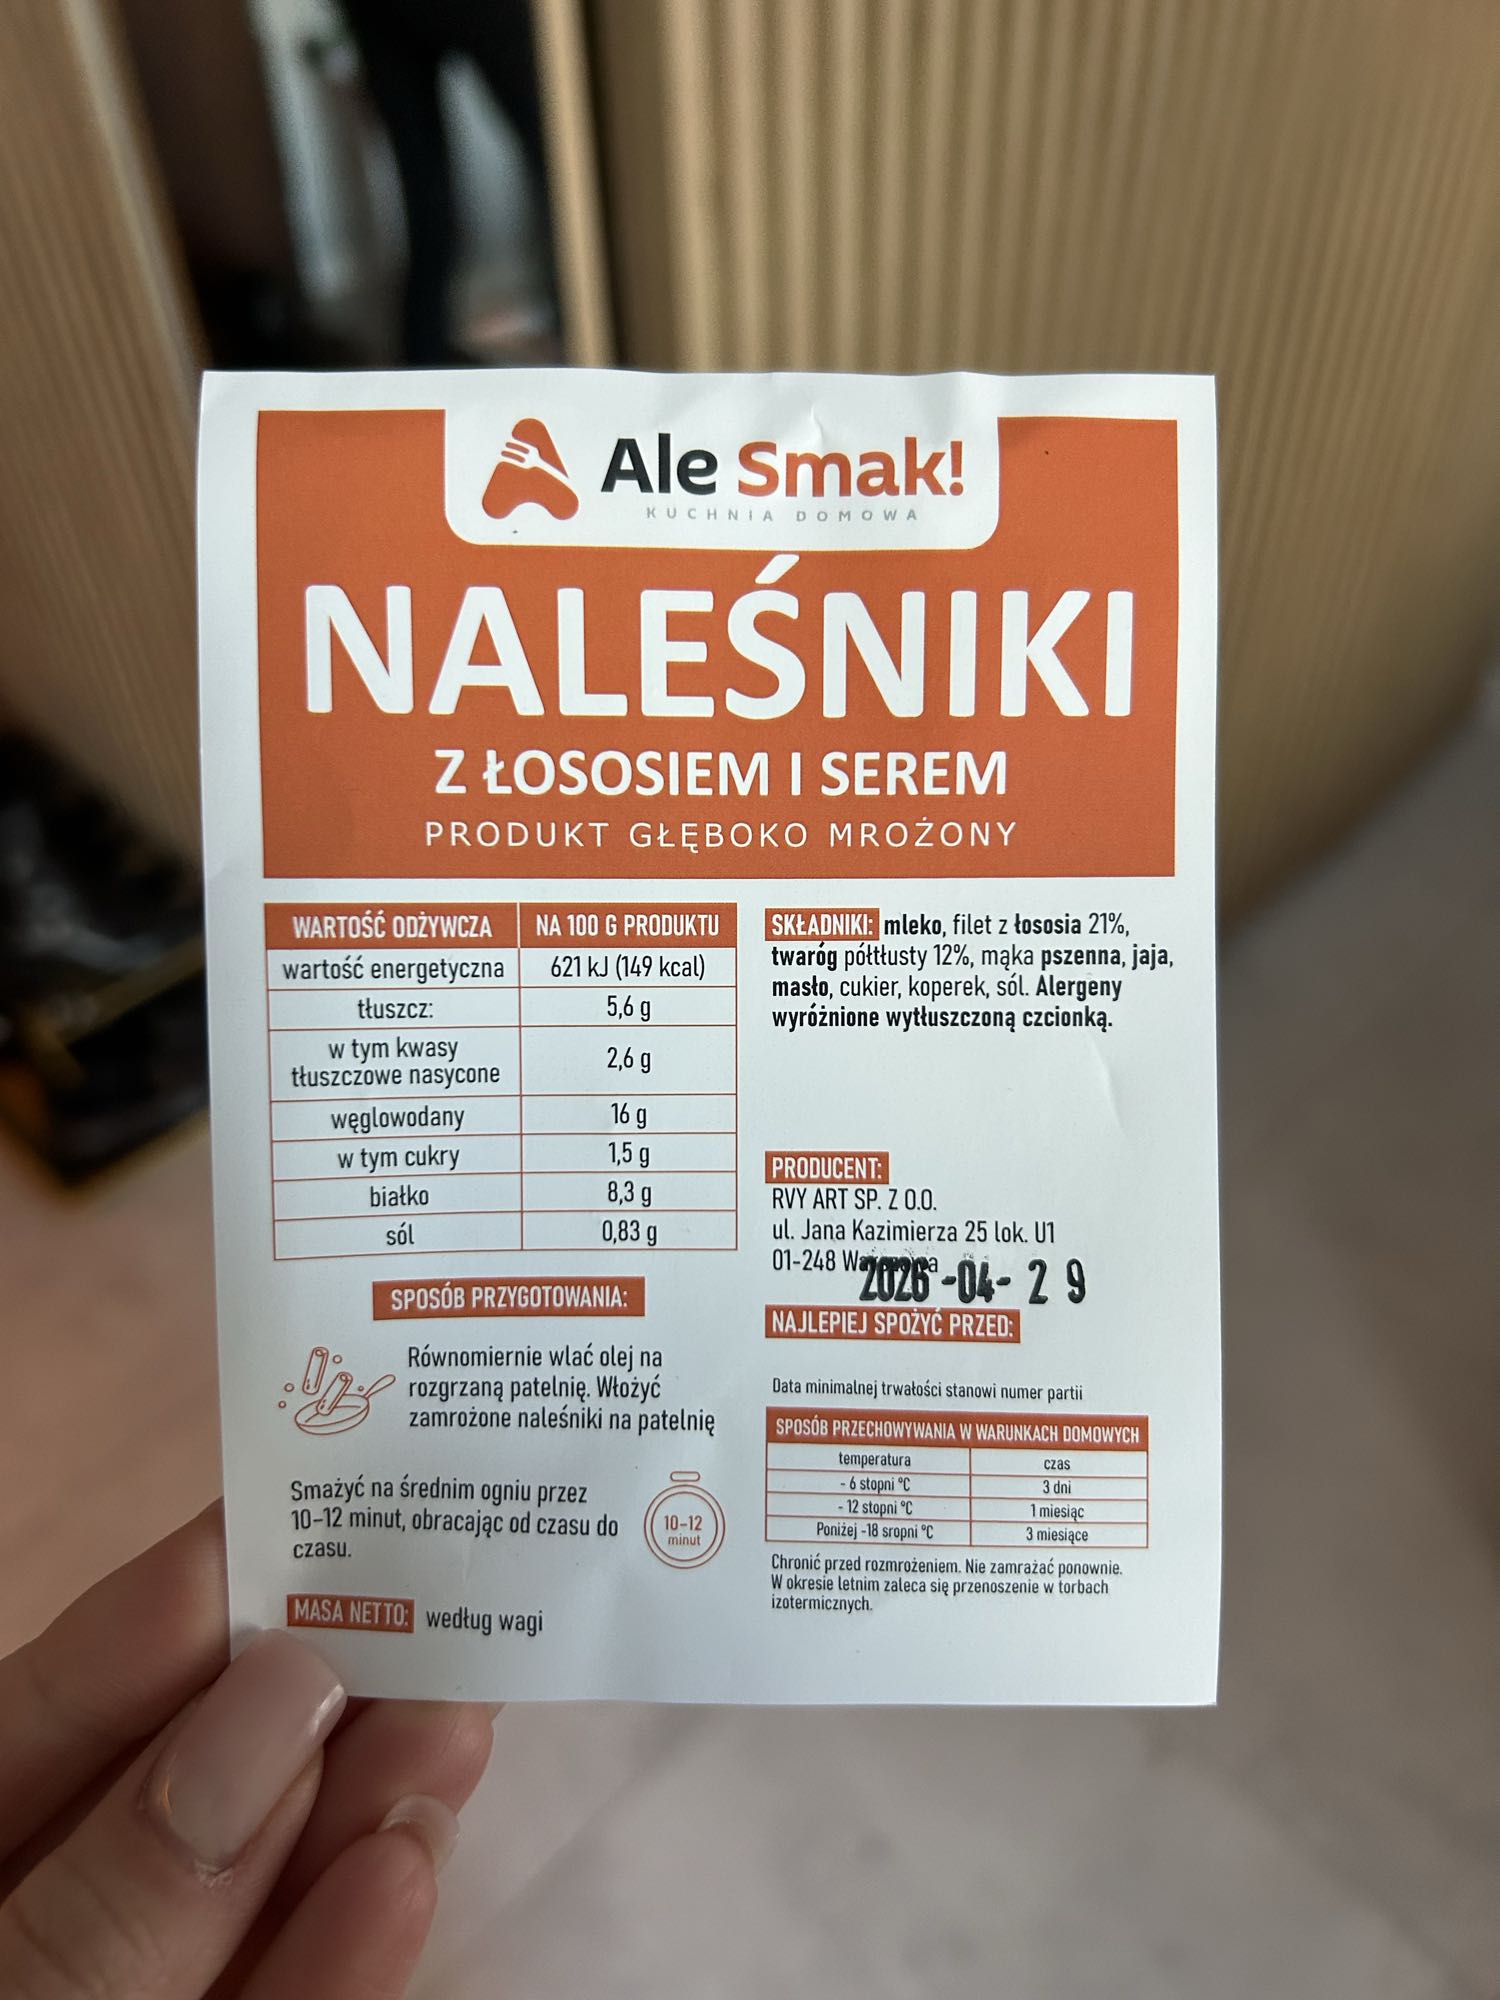 Ale Smak!
KUCHNIA DOMOWA
NALEŚNIKI
Z ŁOSOSIEM I SEREM
PRODUKT GŁĘBOKO MROŻONY
WARTOŚĆ ODŻYWCZA NA 100 G PRODUKTU
wartość energetyczna 621 kJ (149 kcal)
tłuszcz: 5,6 g
w tym kwasy
tłuszczowe nasycone 2,6 g
węglowodany 16 g
w tym cukry 1,5 g
białko 8,3 g
sól 0,83 g
SPOSÓB PRZYGOTOWANIA:
Równomiernie wlać olej na
rozgrzaną patelnię. Włożyć
zamrożone naleśniki na patelnię
Smażyć na średnim ogniu przez
10-12 minut, obracając od czasu do
czasu.
10-12
minut
MASA NETTO: według wagi
SKŁADNIKI: mleko, filet z łososia 21%,
twaróg półtłusty 12%, mąka pszenna, jaja,
masło, cukier, koperek, sól. Alergeny
wyróżnione wytłuszczoną czcionką.
PRODUCENT:
RVY ART SP. Z O.O.
ul. Jana Kazimierza 25 lok. U1
01-248
2026-04-29
NAJLEPIEJ SPOŻYĆ PRZED:
Data minimalnej trwałości stanowi numer partii
SPOSÓB PRZECHOWYWANIA W WARUNKACH DOMOWYCH
temperatura czas
- 6 stopni °C 3 dni
- 12 stopni °C 1 miesiąc
Poniżej -18 sropni °C 3 miesiące
Chronić przed rozmrożeniem. Nie zamrażać ponownie.
W okresie letnim zaleca się przenoszenie w torbach
izotermicznych.